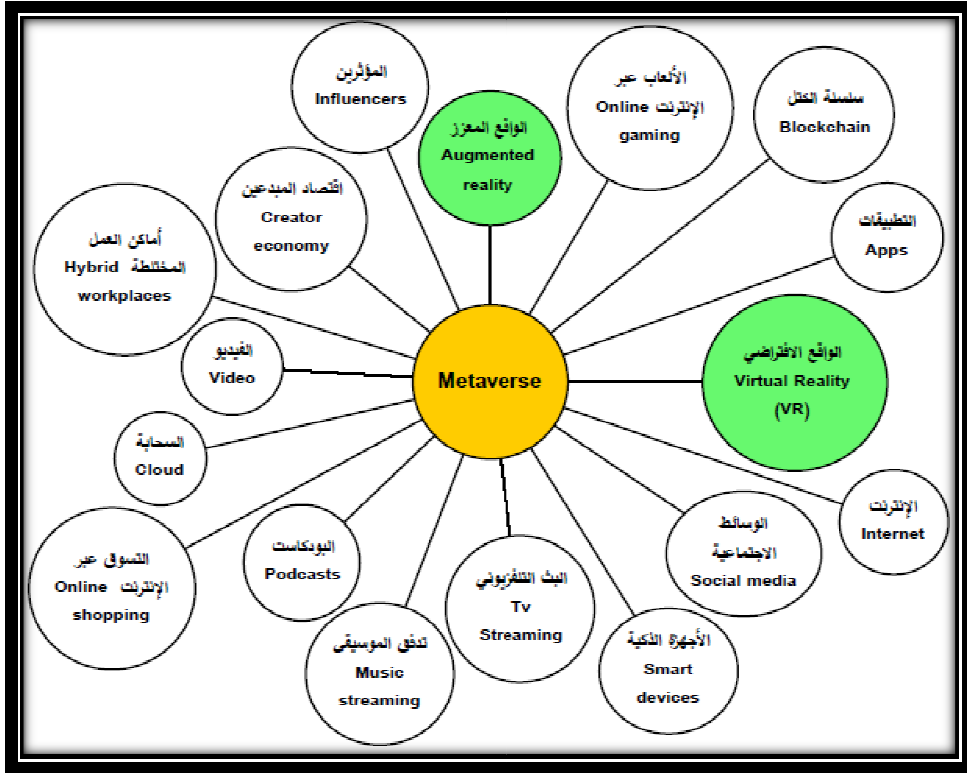 المؤثرين
Influencers
الواقع المعزز
Augmented
reality
الألعاب عبر
الإنترنت Online
gaming
سلسلة الكتل
Blockchain
التطبيقات
Apps
الواقع الافتراضي
Virtual Reality
(VR)
الإنترنت
Internet
الوسائط
الاجتماعية
Social media
الأجهزة الذكية
Smart
devices
البث التلفزيوني
Tv
Streaming
تدفق الموسيقى
Music
streaming
البودكاست
Podcasts
التسوق عبر
الإنترنت Online
shopping
السحابة
Cloud
الفيديو
Video
أماكن العمل
المختلطة Hybrid
workplaces
اقتصاد المبدعين
Creator
economy
Metaverse